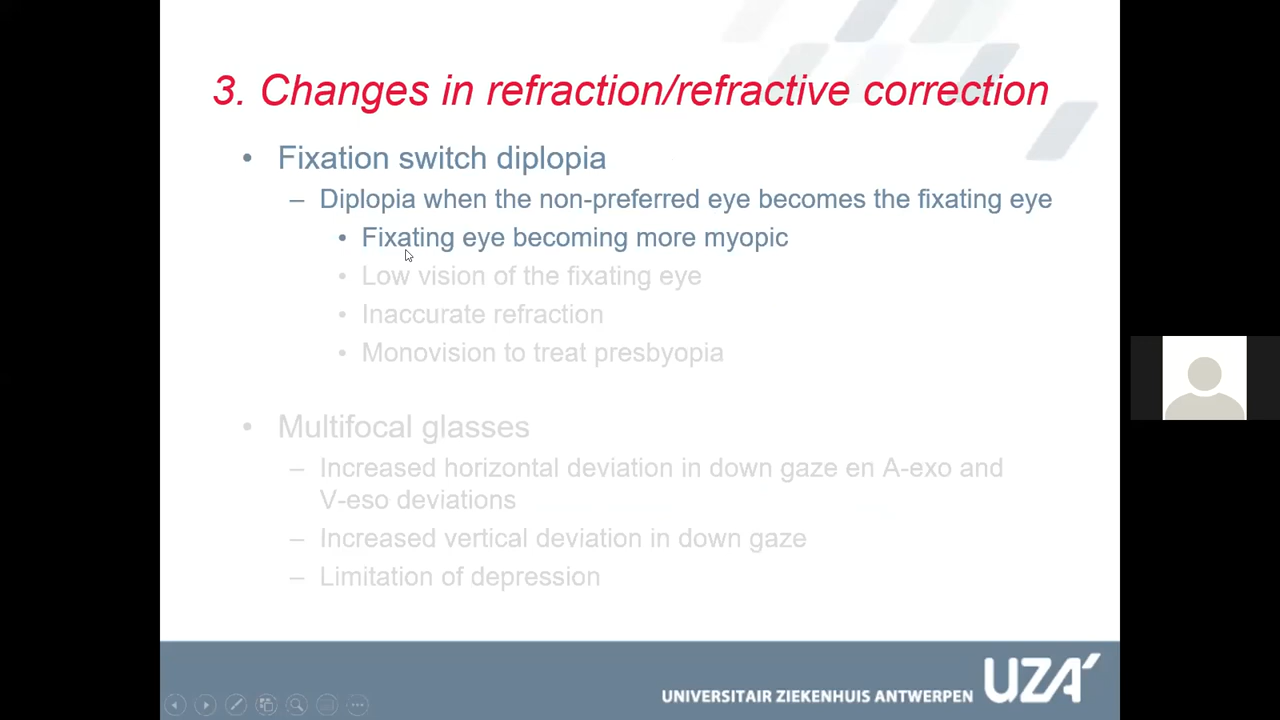 3. Changes in refraction/refractive correction
• Fixation switch diplopia
– Diplopia when the non-preferred eye becomes the fixating eye
• Fixating eye becoming more myopic
• Low vision of the fixating eye
• Inaccurate refraction
• Monovision to treat presbyopia
• Multifocal glasses
– Increased horizontal deviation in down gaze en A-exo and
V-eso deviations
– Increased vertical deviation in down gaze
– Limitation of depression
UNIVERSITAIR ZIEKENHUIS ANTWERPEN UZA